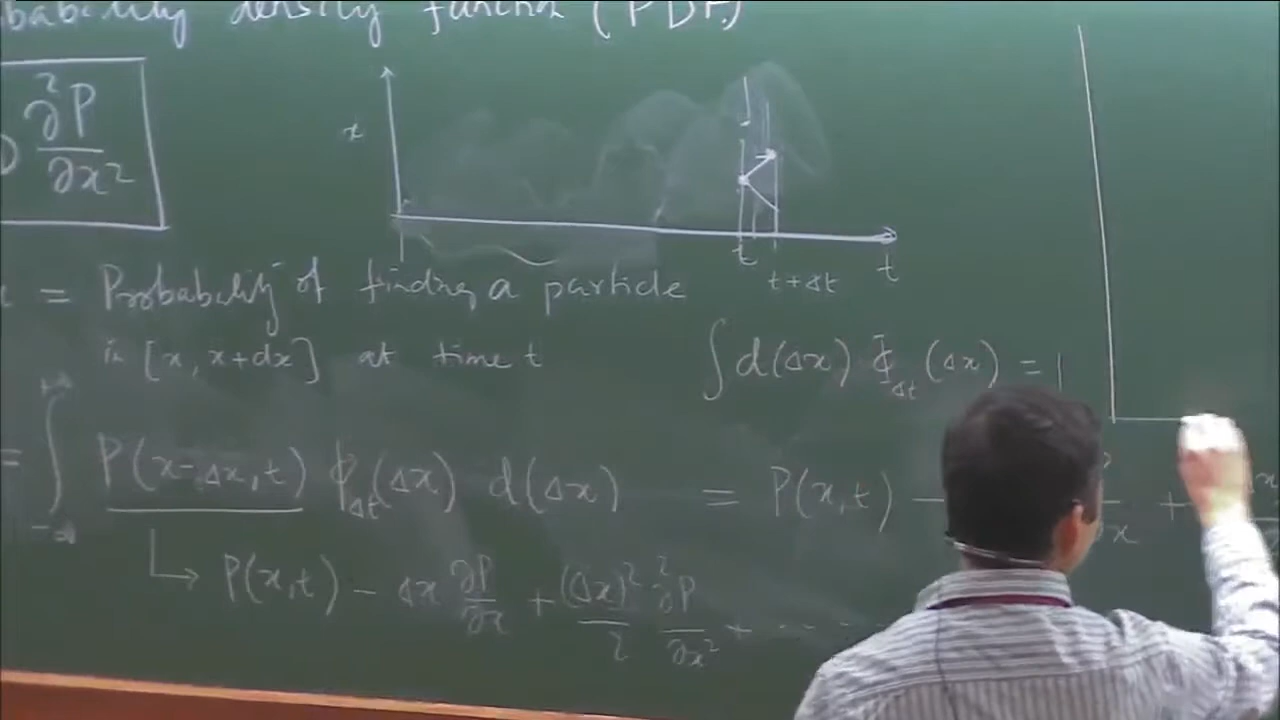 bability density function (PDF)
D ∂²P/∂x²
x
t
t+Δt
t
= Probability of finding a particle
in [x, x+dx] at time t
∫ d(Δx) Φ_Δt (Δx) = 1
= ∫_{-∞}^{+∞} P(x-Δx, t) ϕ_Δt (Δx) d(Δx) = P(x,t) −
↳ P(x,t) − Δx ∂P/∂x + (Δx)²/2 ∂²P/∂x² + ....